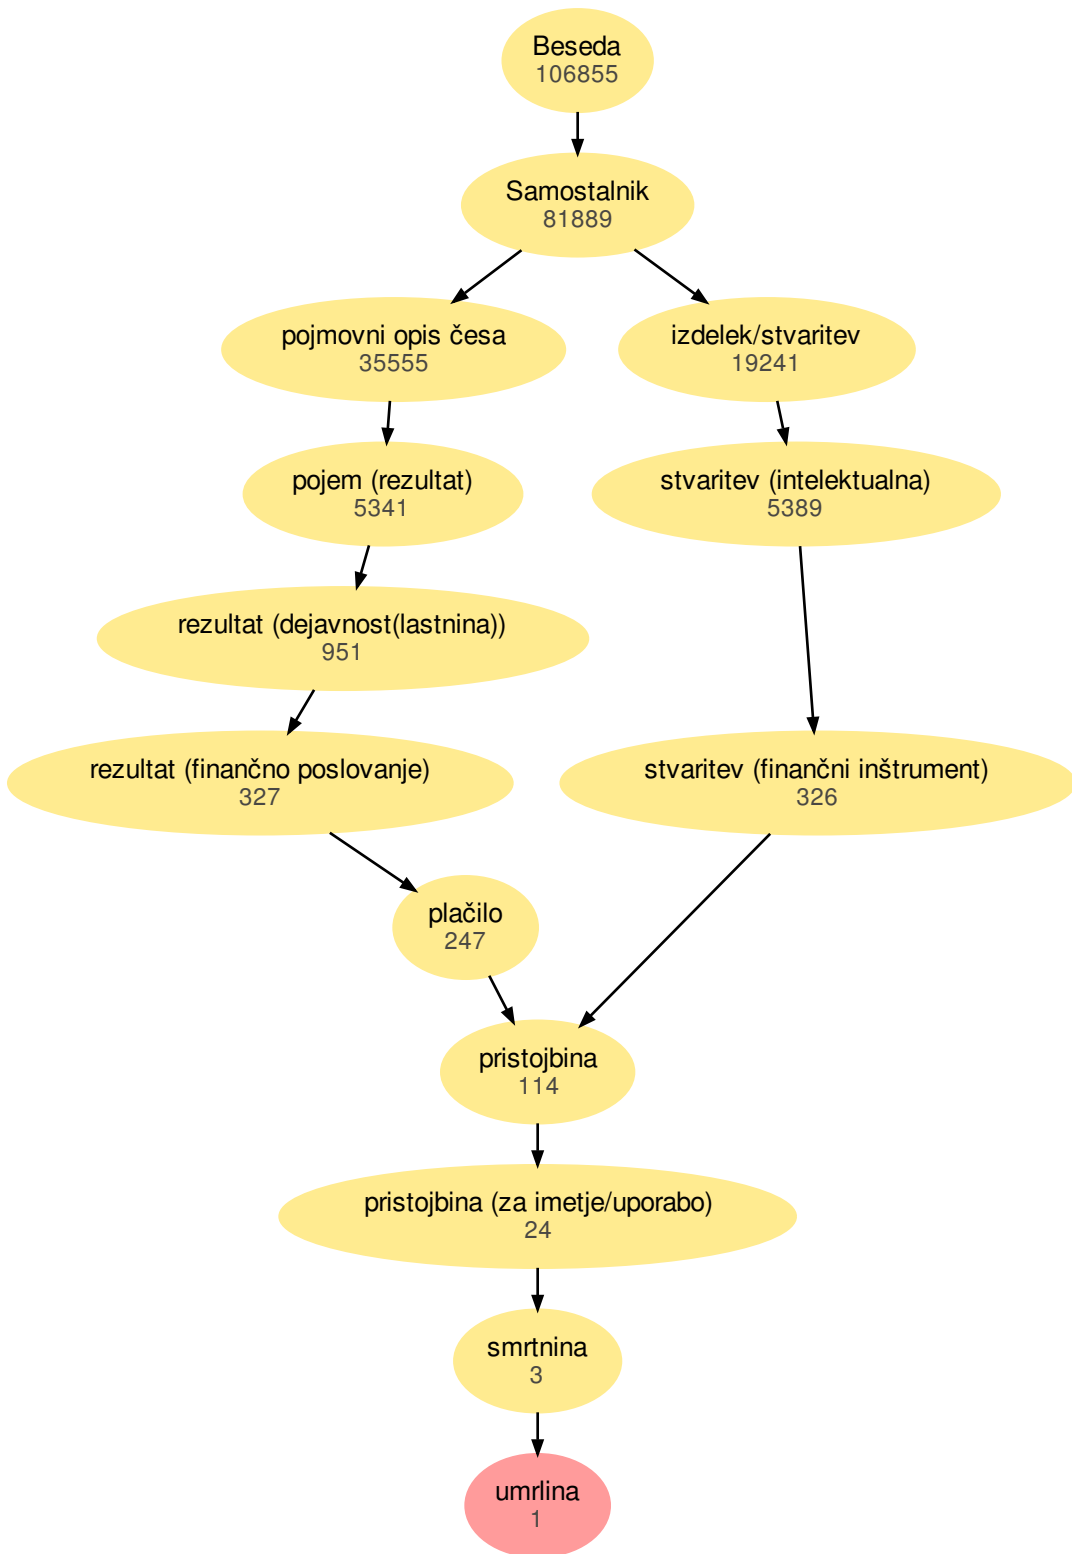 Beseda
106855
Samostalnik
81889
pojmovni opis česa
35555
izdelek/stvaritev
19241
pojem (rezultat)
5341
stvaritev (intelektualna)
5389
rezultat (dejavnost(lastnina))
951
rezultat (finančno poslovanje)
327
stvaritev (finančni inštrument)
326
plačilo
247
pristojbina
114
pristojbina (za imetje/uporabo)
24
smrtnina
3
umrlina
1